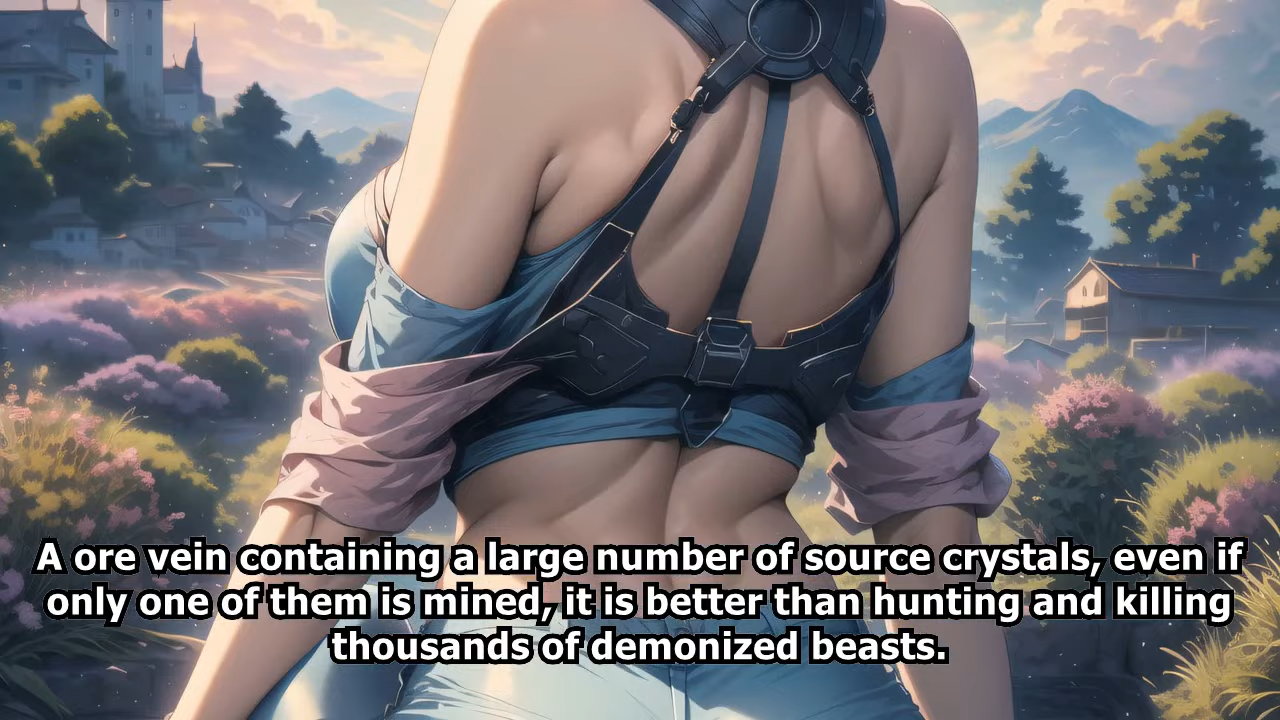 A ore vein containing a large number of source crystals, even if
only one of them is mined, it is better than hunting and killing
thousands of demonized beasts.